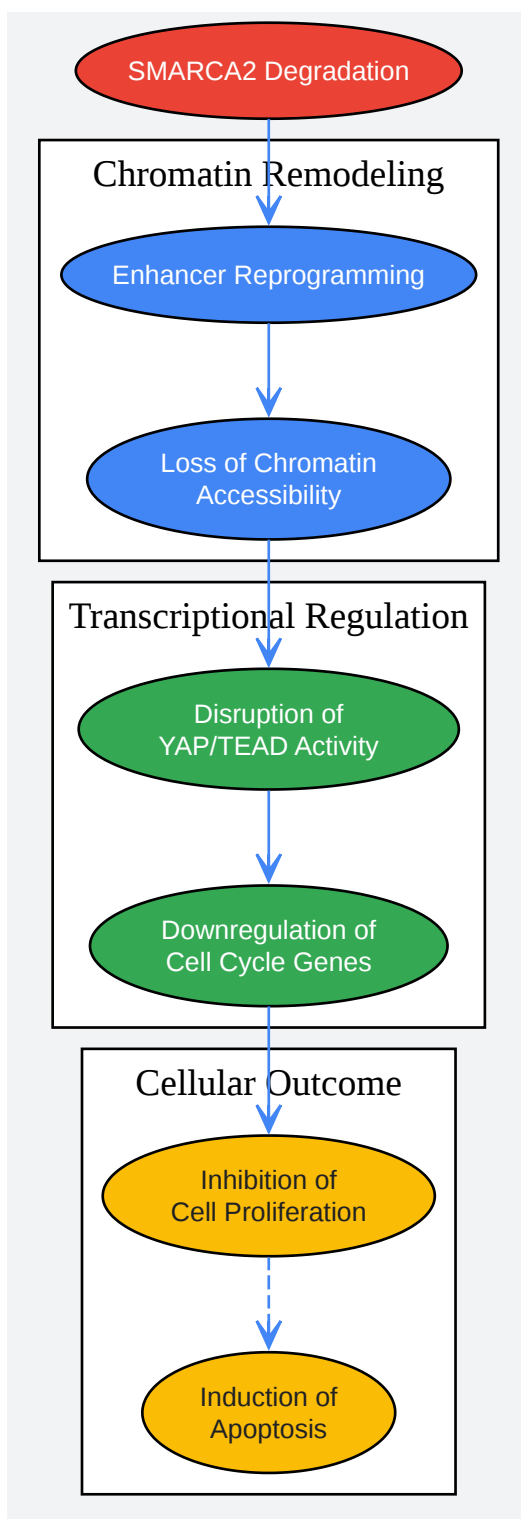 SMARCA2 Degradation
Chromatin Remodeling
Enhancer Reprogramming
Loss of Chromatin
Accessibility
Transcriptional Regulation
Disruption of
YAP/TEAD Activity
Downregulation of
Cell Cycle Genes
Cellular Outcome
Inhibition of
Cell Proliferation
Induction of
Apoptosis